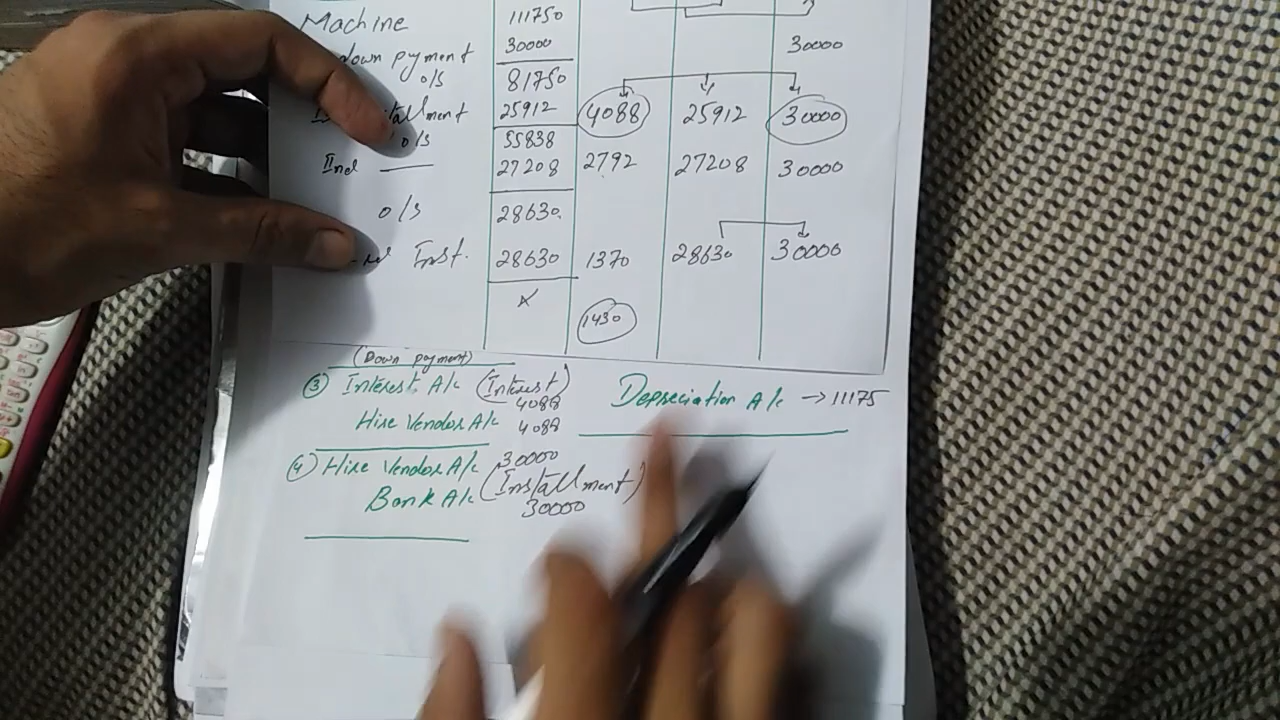 Machine 111750
down payment 30000 30000
o/s 81750
25912 4088 25912 30000
o/s 55838
IInd 27208 2792 27208 30000
o/s 28630
Inst. 28630 1370 28630 30000
1430
(Down payment)
③ Interest A/c (Interest) 4088 Depreciation A/c → 11175
Hire Vendor A/c 4088
④ Hire Vendor A/c 30000
Bank A/c (Installment) 30000